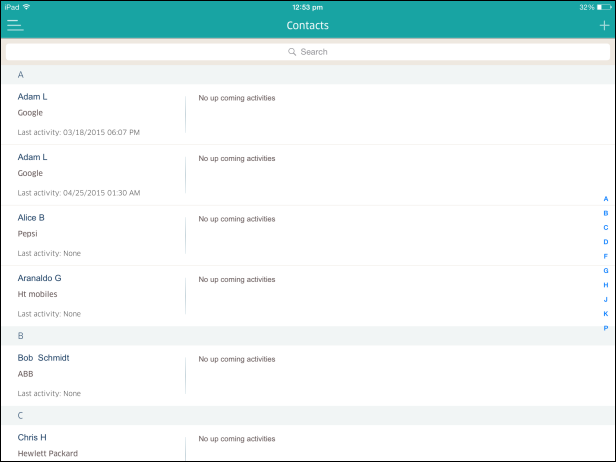 iPad 12:53 pm 32%
Contacts +
Search
A
Adam L
No up coming activities
Google
Last activity: 03/18/2015 06:07 PM
Adam L
No up coming activities
Google
Last activity: 04/25/2015 01:30 AM
Alice B
No up coming activities
Pepsi
Last activity: None
Aranaldo G
No up coming activities
Ht mobiles
Last activity: None
B
Bob Schmidt
No up coming activities
ABB
Last activity: None
C
Chris H
No up coming activities
Hewlett Packard
A
B
C
D
F
G
H
J
K
P